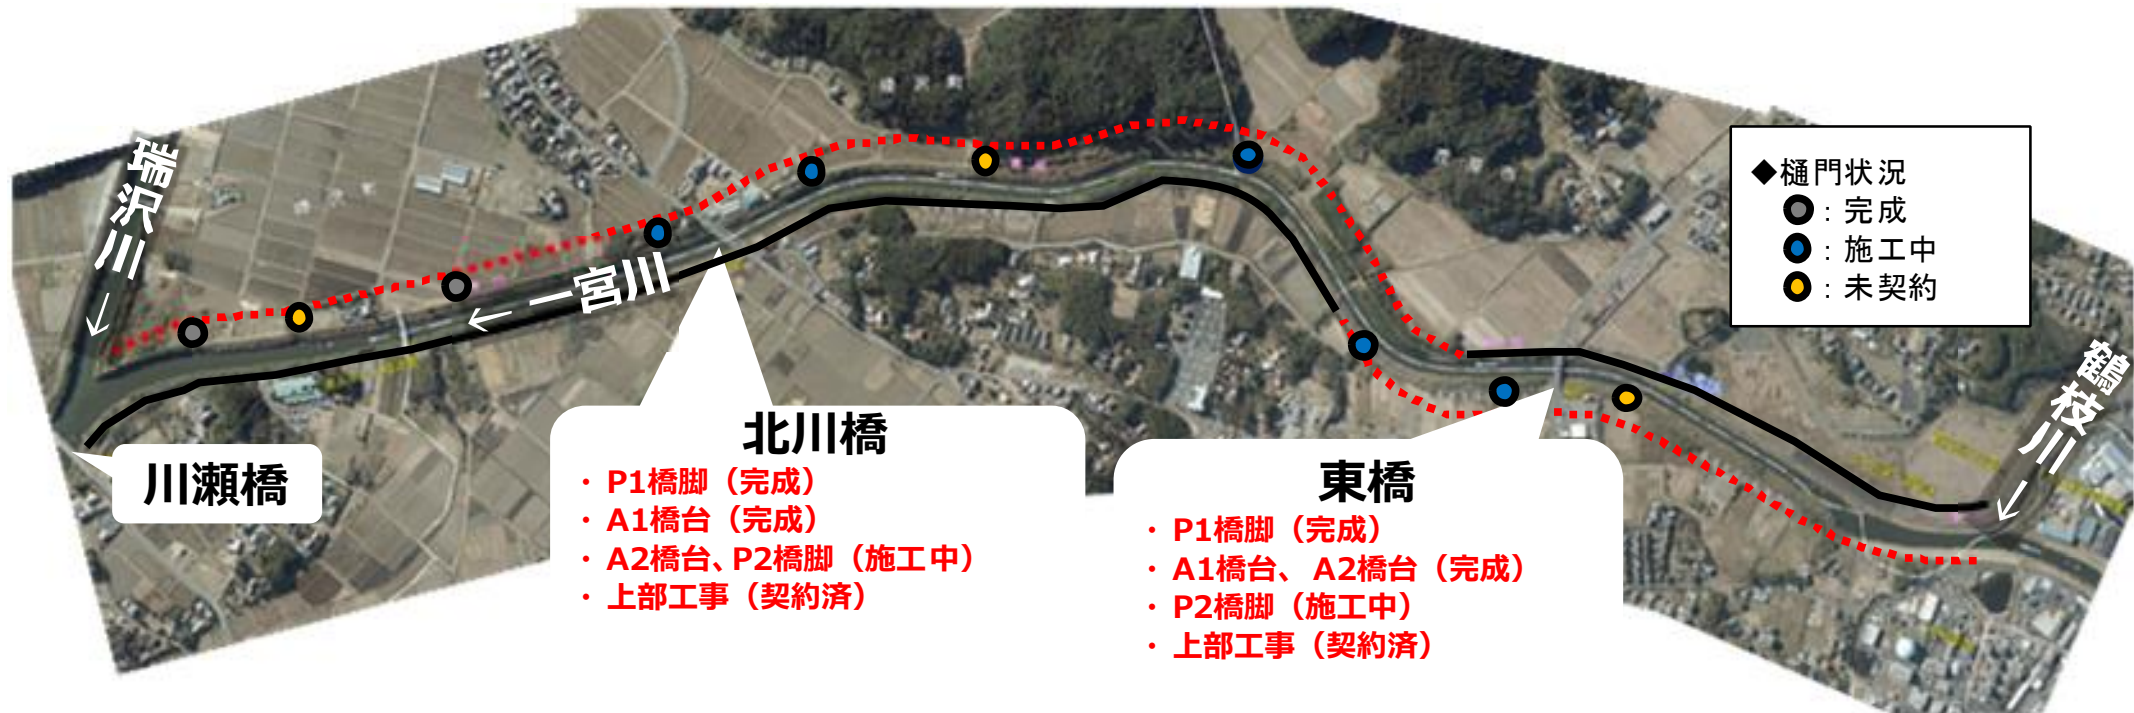 瑞沢川
一宮川
鶴枝川
◆樋門状況
：完成
：施工中
：未契約
川瀬橋
北川橋
・P1橋脚（完成）
・A1橋台（完成）
・A2橋台、P2橋脚（施工中）
・上部工事（契約済）
東橋
・P1橋脚（完成）
・A1橋台、A2橋台（完成）
・P2橋脚（施工中）
・上部工事（契約済）